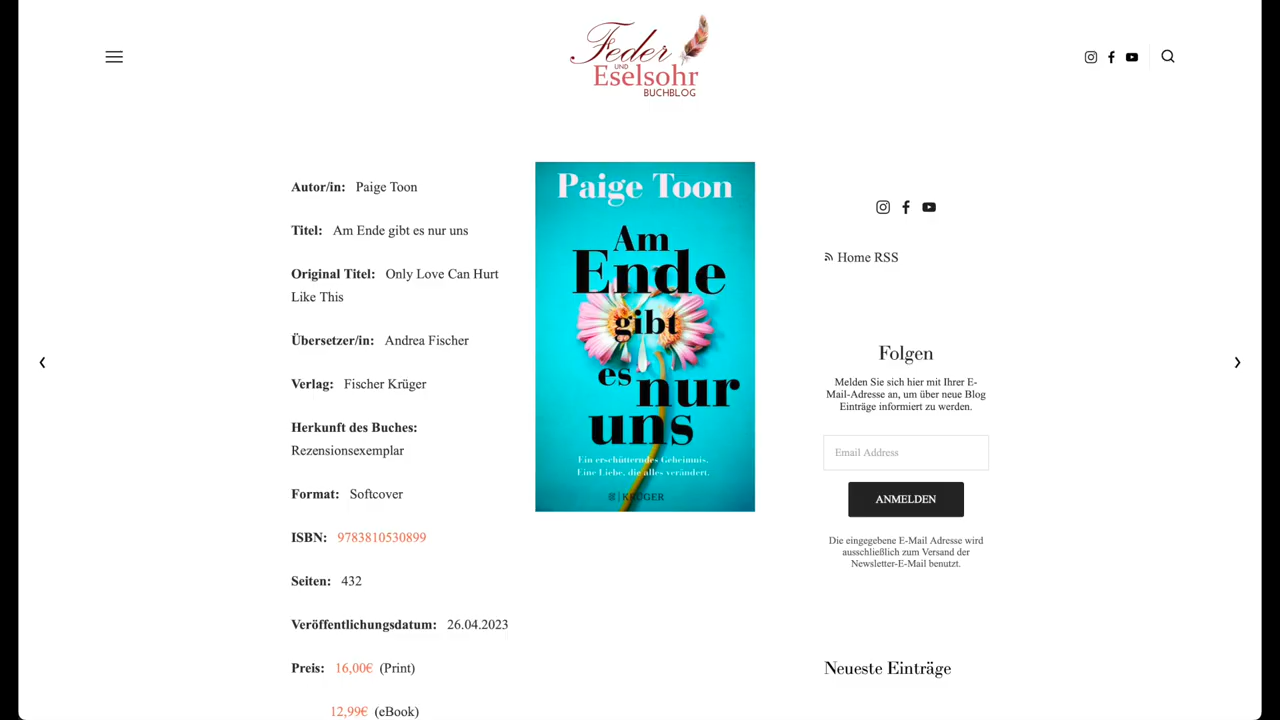 Feder
UND
Eselsohr
BUCHBLOG
Autor/in: Paige Toon
Titel: Am Ende gibt es nur uns
Original Titel: Only Love Can Hurt
Like This
Übersetzer/in: Andrea Fischer
Verlag: Fischer Krüger
Herkunft des Buches:
Rezensionsexemplar
Format: Softcover
ISBN: 9783810530899
Seiten: 432
Veröffentlichungsdatum: 26.04.2023
Preis: 16,00€ (Print)
12,99€ (eBook)
Paige Toon
Am
Ende
gibt
es nur
uns
Ein erschütterndes Geheimnis.
Eine Liebe, die alles verändert.
KRÜGER
Home RSS
Folgen
Melden Sie sich hier mit Ihrer E-
Mail-Adresse an, um über neue Blog
Einträge informiert zu werden.
Email Address
ANMELDEN
Die eingegebene E-Mail Adresse wird
ausschließlich zum Versand der
Newsletter-E-Mail benutzt.
Neueste Einträge